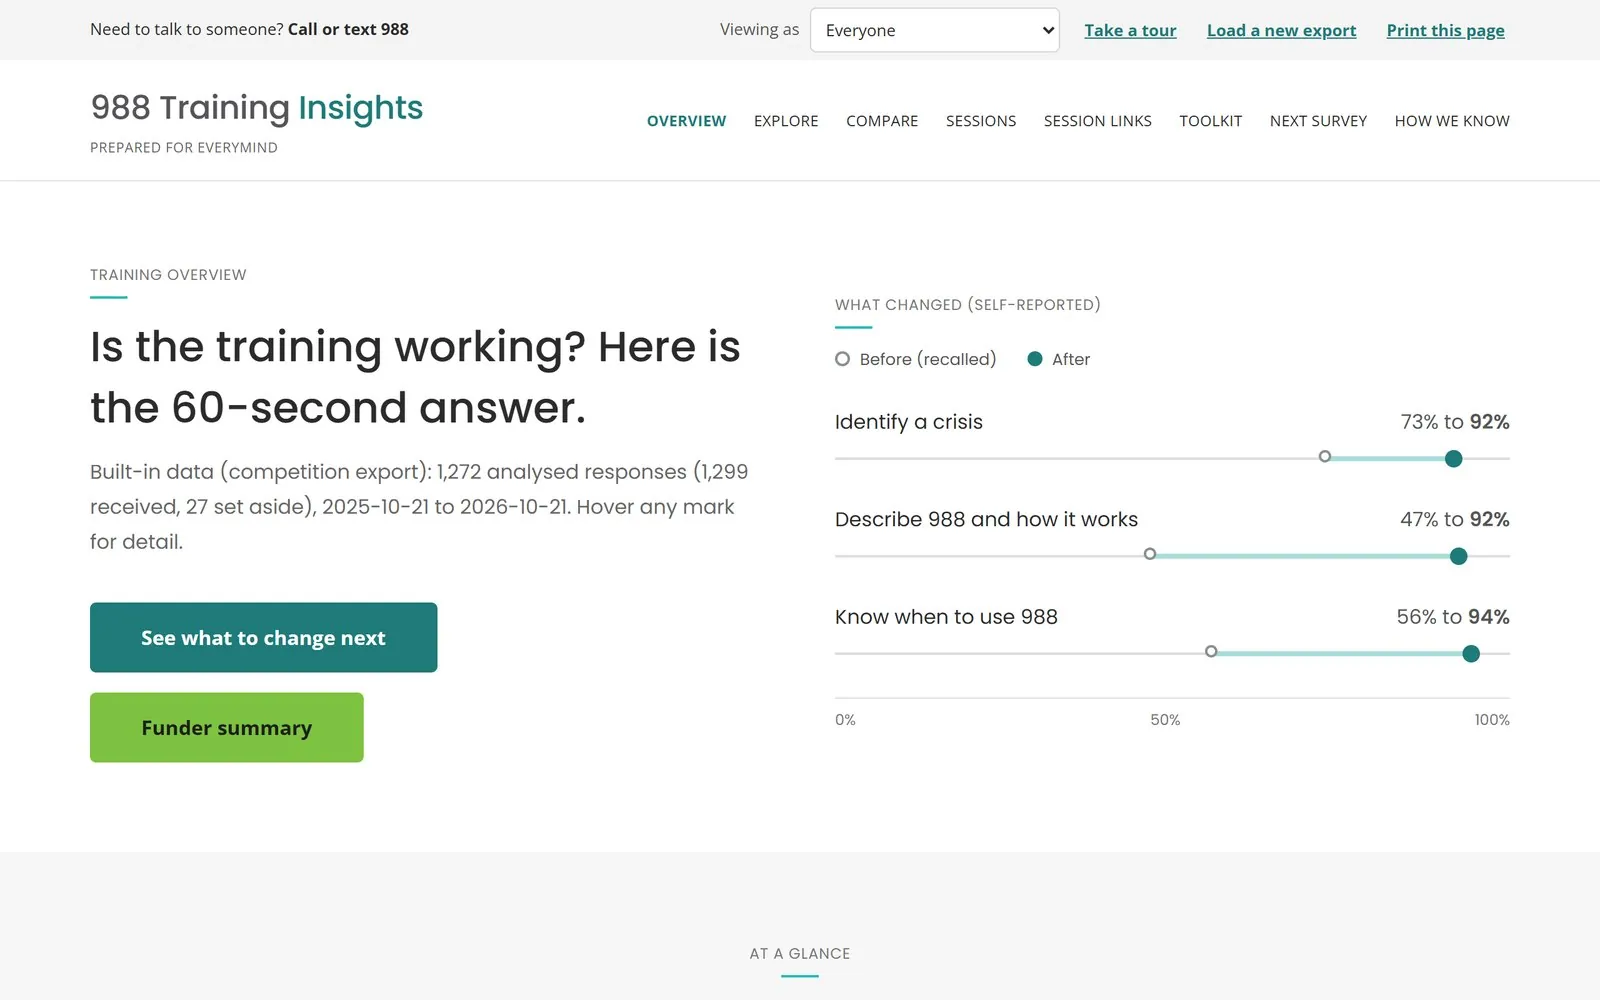 Need to talk to someone? Call or text 988
Viewing as
Everyone
Take a tour
Load a new export
Print this page
988 Training Insights
PREPARED FOR EVERYMIND
OVERVIEW
EXPLORE
COMPARE
SESSIONS
SESSION LINKS
TOOLKIT
NEXT SURVEY
HOW WE KNOW
TRAINING OVERVIEW
Is the training working? Here is
the 60-second answer.
Built-in data (competition export): 1,272 analysed responses (1,299
received, 27 set aside), 2025-10-21 to 2026-10-21. Hover any mark
for detail.
See what to change next
Funder summary
WHAT CHANGED (SELF-REPORTED)
Before (recalled)
After
Identify a crisis
73% to 92%
Describe 988 and how it works
47% to 92%
Know when to use 988
56% to 94%
0%
50%
100%
AT A GLANCE